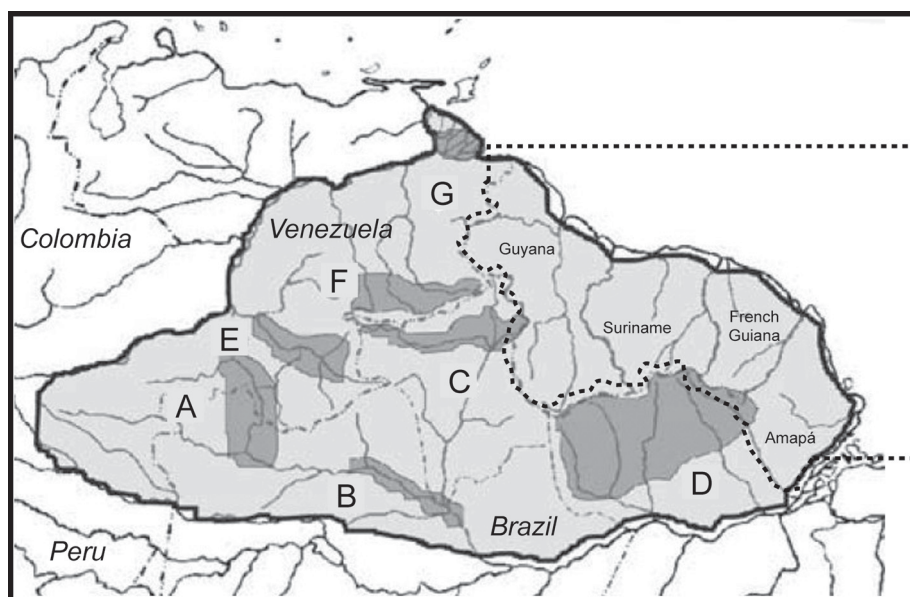 G
Venezuela
Colombia
Guyana
F
Suriname
French
Guiana
E
C
A
Amapá
D
B
Brazil
Peru